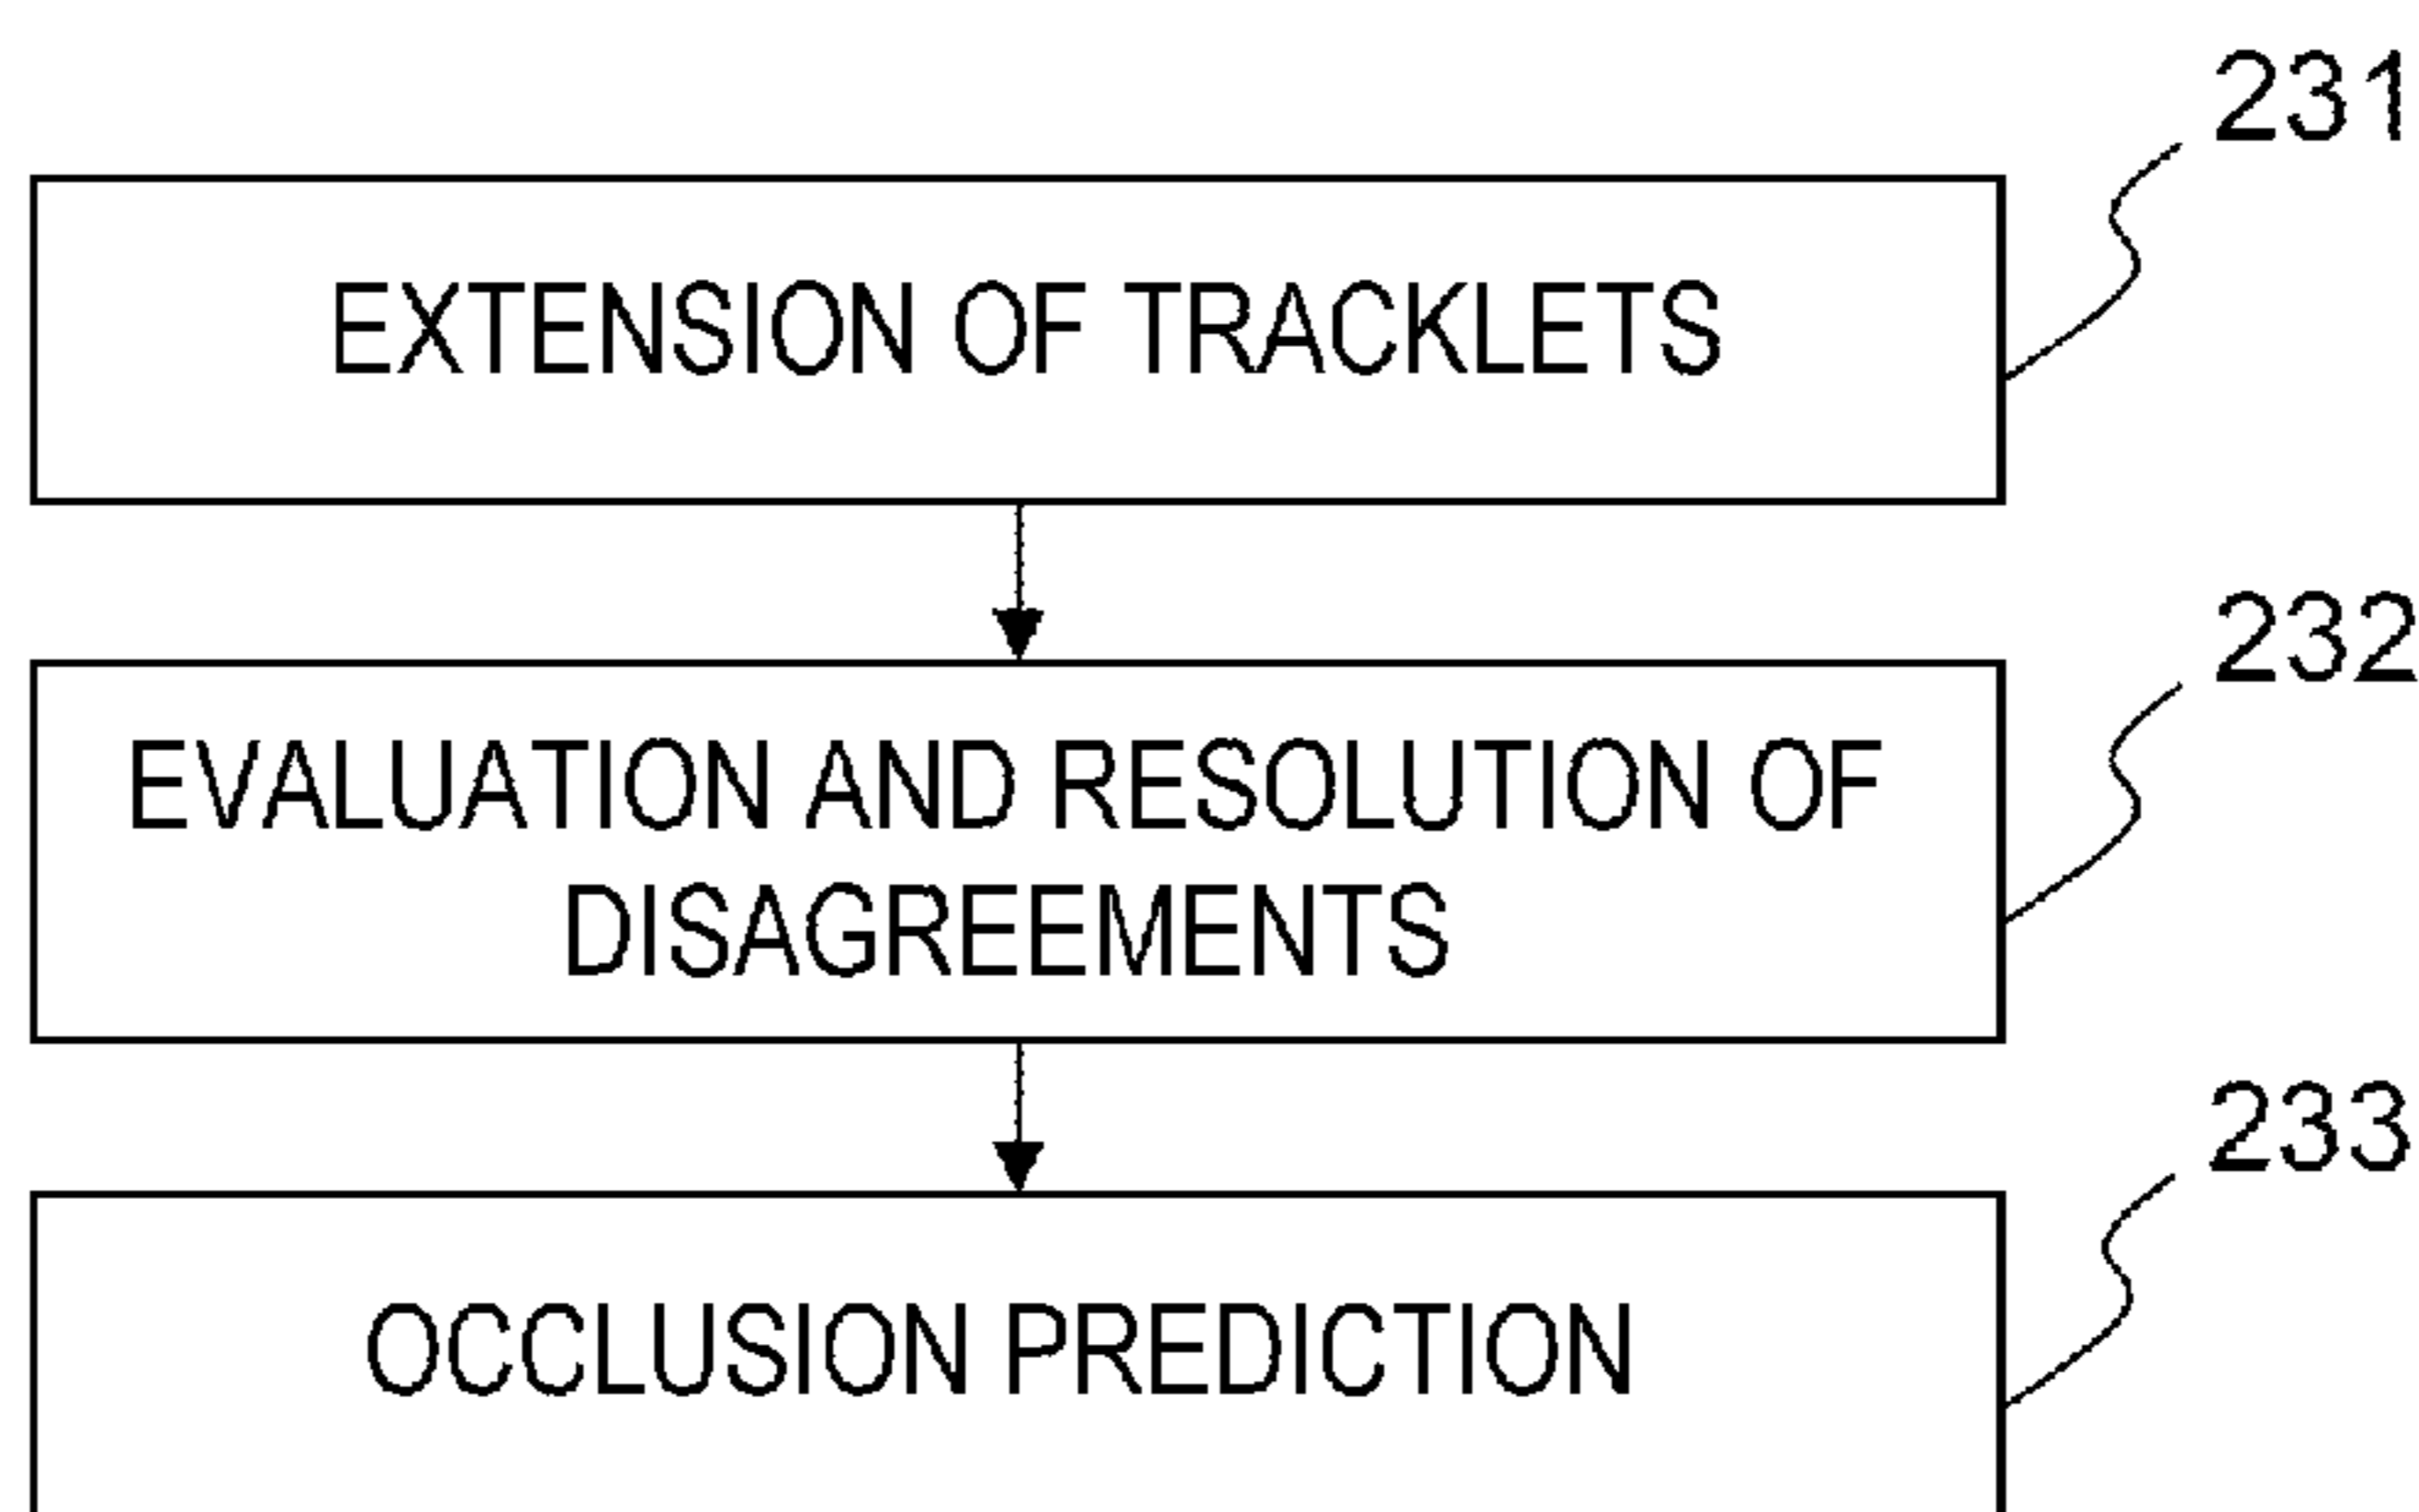 231
EXTENSION OF TRACKLETS
232
EVALUATION AND RESOLUTION OF
DISAGREEMENTS
233
OCCLUSION PREDICTION